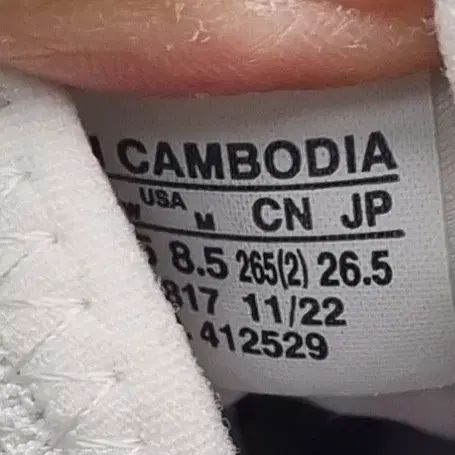 CAMBODIA
USA
W M CN JP
8.5 265(2) 26.5
817 11/22
412529